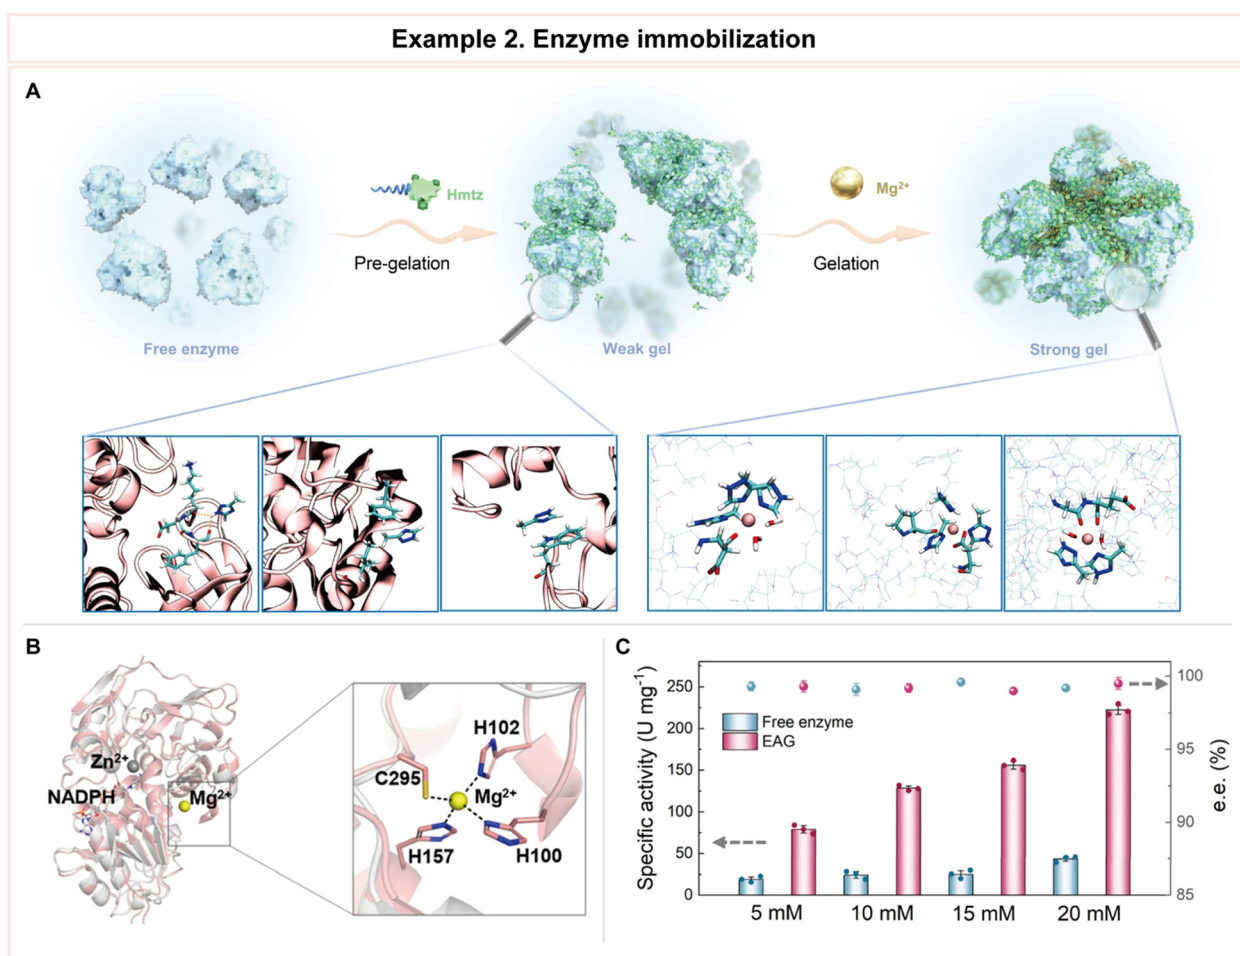 Example 2. Enzyme immobilization
A
Hmtz
Mg²⁺
Pre-gelation
Gelation
Free enzyme
Weak gel
Strong gel
B
Zn²⁺
NADPH
Mg²⁺
H102
C295
Mg²⁺
H157
H100
C
Specific activity (U mg⁻¹)
250
200
150
100
50
0
Free enzyme
EAG
100
95
90
85
e.e. (%)
5 mM
10 mM
15 mM
20 mM